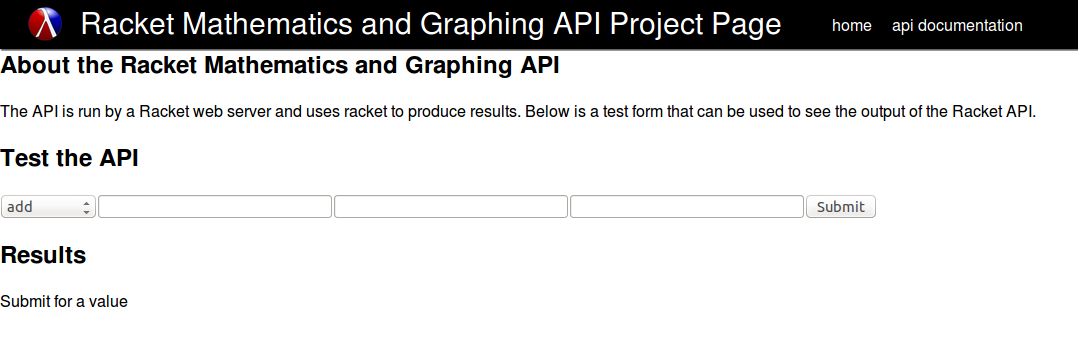 Racket Mathematics and Graphing API Project Page home api documentation
About the Racket Mathematics and Graphing API
The API is run by a Racket web server and uses racket to produce results. Below is a test form that can be used to see the output of the Racket API.
Test the API
add Submit
Results
Submit for a value